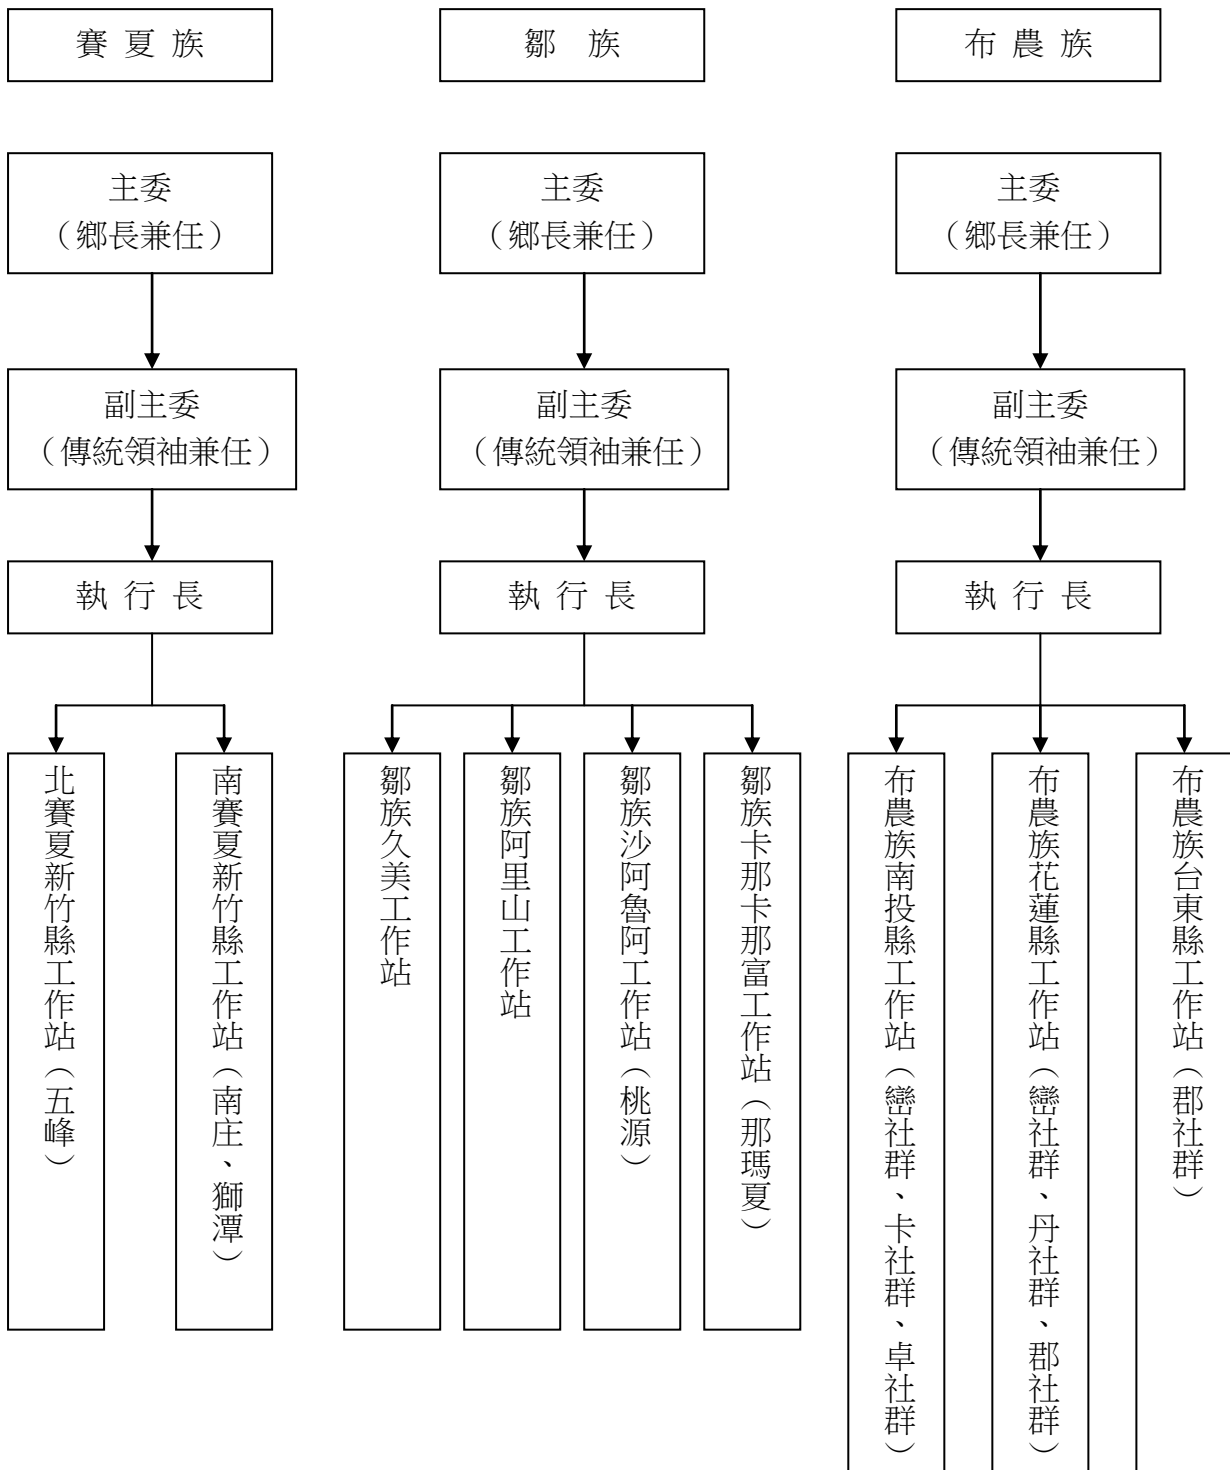 賽夏族
鄒族
布農族
主委
（鄉長兼任）
主委
（鄉長兼任）
主委
（鄉長兼任）
副主委
（傳統領袖兼任）
副主委
（傳統領袖兼任）
副主委
（傳統領袖兼任）
執行長
執行長
執行長
北賽夏新竹縣工作站（五峰）
南賽夏新竹縣工作站（南庄、獅潭）
鄒族久美工作站
鄒族阿里山工作站
鄒族沙阿魯阿工作站（桃源）
鄒族卡那卡那富工作站（那瑪夏）
布農族南投縣工作站（巒社群、卡社群、卓社群）
布農族花蓮縣工作站（巒社群、丹社群、郡社群）
布農族台東縣工作站（郡社群）